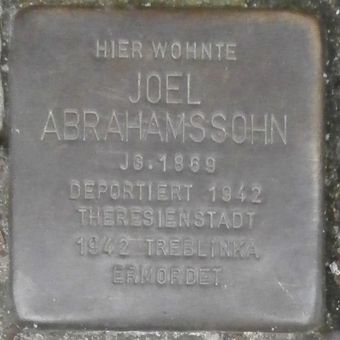 HIER WOHNTE
JOEL
ABRAHAMSSOHN
JG.1869
DEPORTIERT 1942
THERESIENSTADT
1942 TREBLINKA
ERMORDET